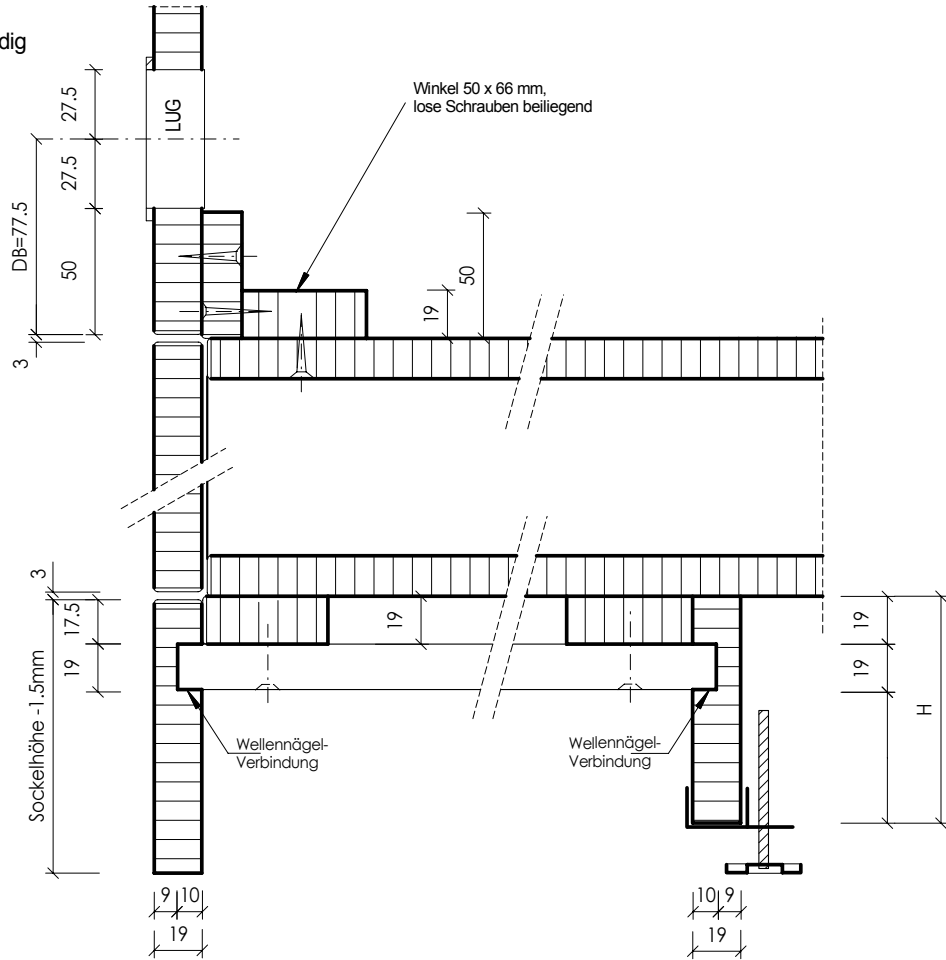 dig
27.5
LUG
Winkel 50 x 66 mm,
lose Schrauben beiliegend
DB=77.5
27.5
50
50
19
3
3
17.5
19
19
19
19
H
Sockelhöhe -1.5mm
Wellennägel-
Verbindung
Wellennägel-
Verbindung
9 10
19
10 9
19